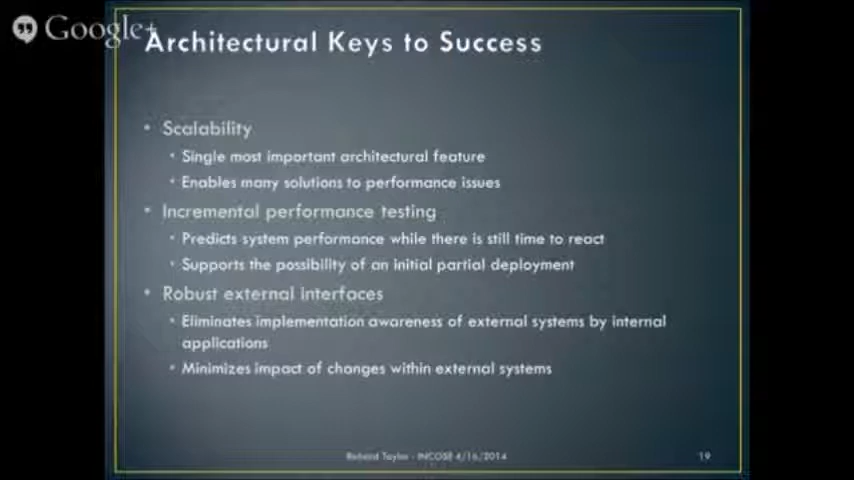 Google+
Architectural Keys to Success
• Scalability
• Single most important architectural feature
• Enables many solutions to performance issues
• Incremental performance testing
• Predicts system performance while there is still time to react
• Supports the possibility of an initial partial deployment
• Robust external interfaces
• Eliminates implementation awareness of external systems by internal
applications
• Minimizes impact of changes within external systems
Richard Taylor - INCOSE 4/16/2014
19